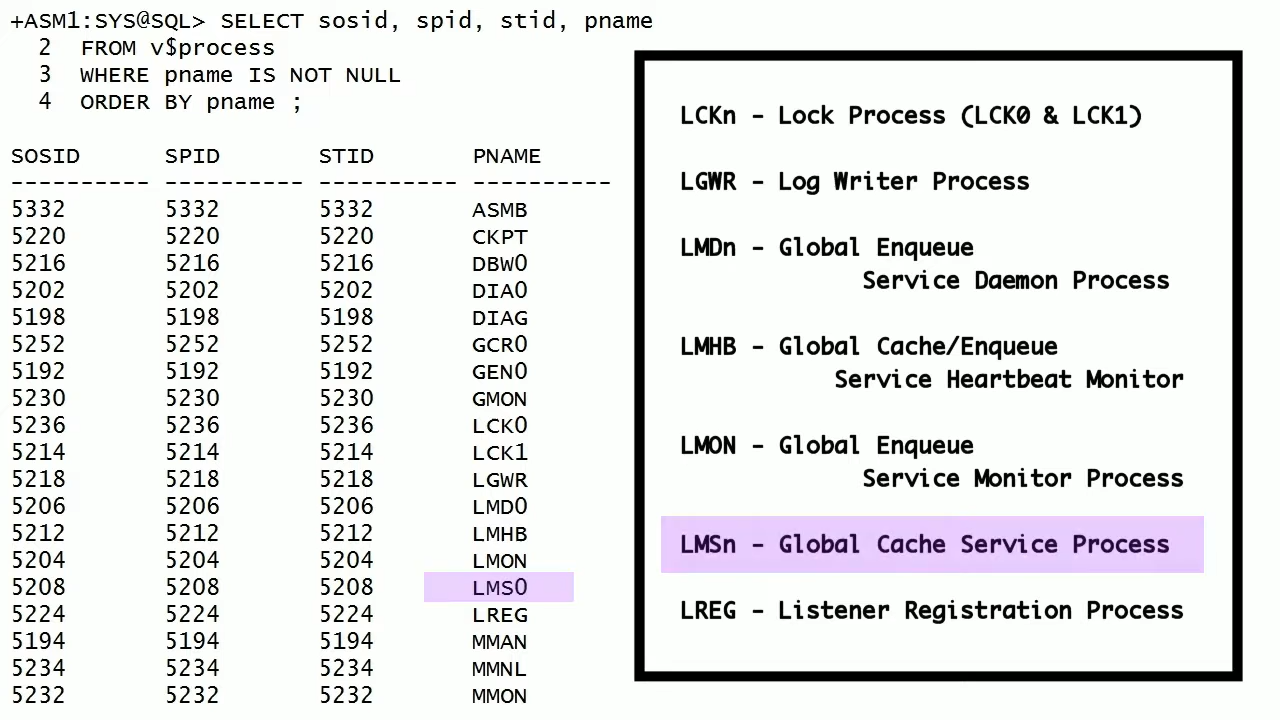 +ASM1:SYS@SQL> SELECT sosid, spid, stid, pname
2 FROM v$process
3 WHERE pname IS NOT NULL
4 ORDER BY pname ;
SOSID SPID STID PNAME
---------- ---------- ---------- ----------
5332 5332 5332 ASMB
5220 5220 5220 CKPT
5216 5216 5216 DBW0
5202 5202 5202 DIA0
5198 5198 5198 DIAG
5252 5252 5252 GCR0
5192 5192 5192 GEN0
5230 5230 5230 GMON
5236 5236 5236 LCK0
5214 5214 5214 LCK1
5218 5218 5218 LGWR
5206 5206 5206 LMD0
5212 5212 5212 LMHB
5204 5204 5204 LMON
5208 5208 5208 LMS0
5224 5224 5224 LREG
5194 5194 5194 MMAN
5234 5234 5234 MMNL
5232 5232 5232 MMON
LCKn - Lock Process (LCK0 & LCK1)
LGWR - Log Writer Process
LMDn - Global Enqueue
Service Daemon Process
LMHB - Global Cache/Enqueue
Service Heartbeat Monitor
LMON - Global Enqueue
Service Monitor Process
LMSn - Global Cache Service Process
LREG - Listener Registration Process